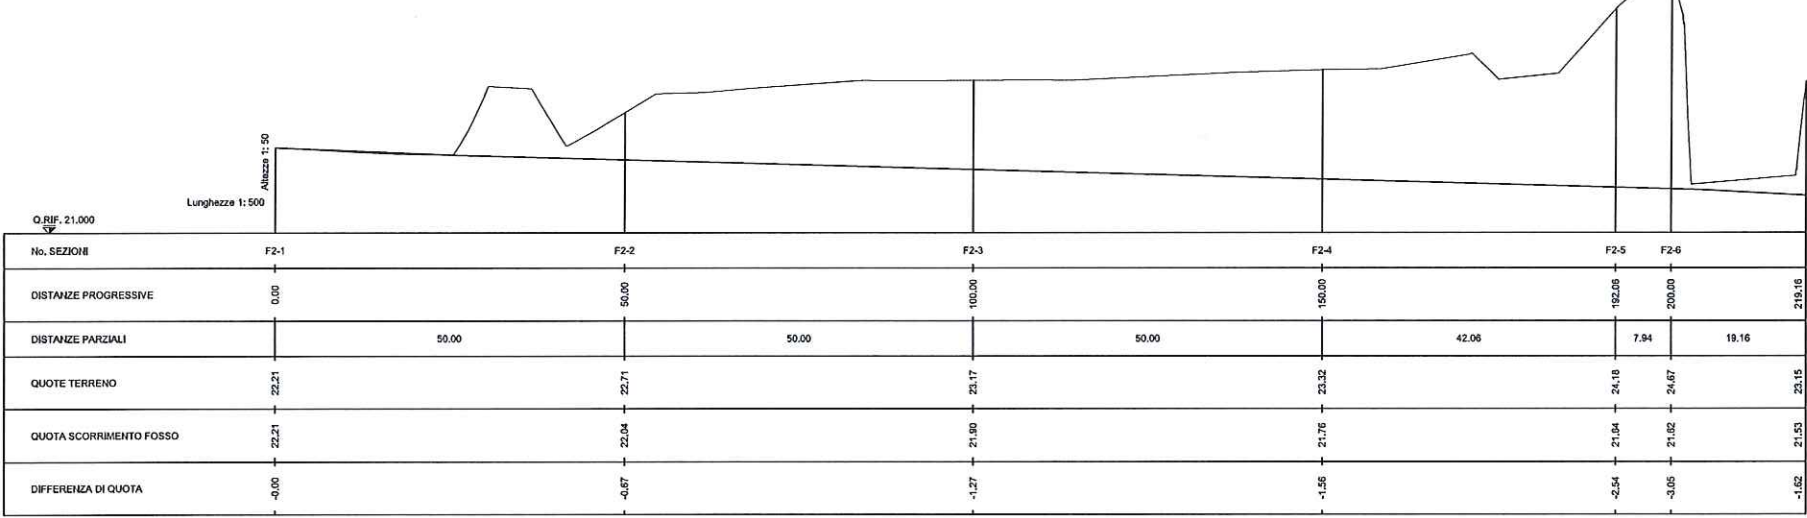 Altezze 1: 50
Lunghezze 1: 500
Q.RIF. 21.000
No. SEZIONI F2-1 F2-2 F2-3 F2-4 F2-5 F2-6
DISTANZE PROGRESSIVE 0.00 50.00 100.00 150.00 192.06 200.00 219.16
DISTANZE PARZIALI 50.00 50.00 50.00 42.06 7.94 19.16
QUOTE TERRENO 22.21 22.71 23.17 23.32 24.18 24.67 23.15
QUOTA SCORRIMENTO FOSSO 22.21 22.04 21.90 21.76 21.64 21.62 21.53
DIFFERENZA DI QUOTA -0.00 -0.67 -1.27 -1.56 -2.54 -3.05 -1.62